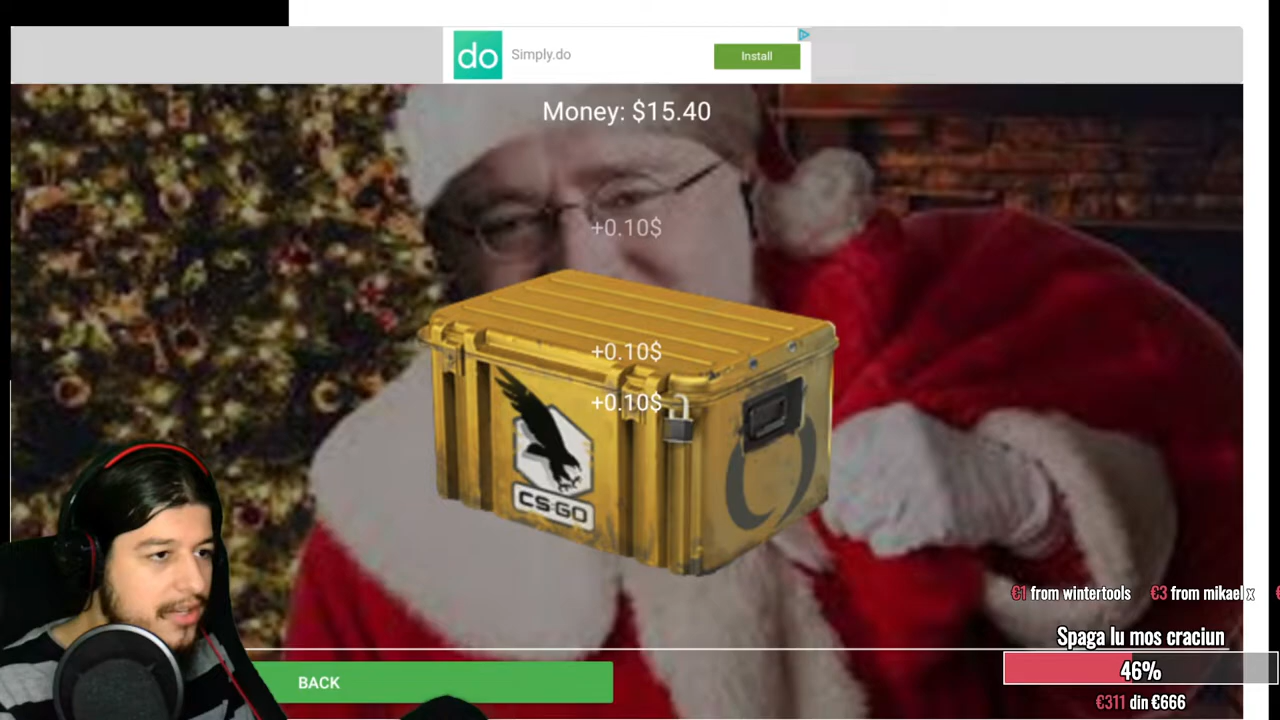 do Simply.do Install
Money: $15.40
+0.10$
+0.10$
+0.10$
CS:GO
€1 from wintertools €3 from mikael x
Spaga lu mos craciun
46%
€311 din €666
BACK